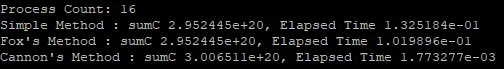 Process Count: 16
Simple Method : sumC 2.952445e+20, Elapsed Time 1.325184e-01
Fox's Method : sumC 2.952445e+20, Elapsed Time 1.019896e-01
Cannon's Method : sumC 3.006511e+20, Elapsed Time 1.773277e-03